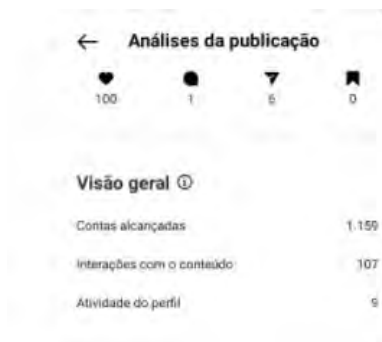 Análises da publicação
100 1 6 0
Visão geral
Contas alcançadas 1.159
Interações com o conteúdo 107
Atividade do perfil 9